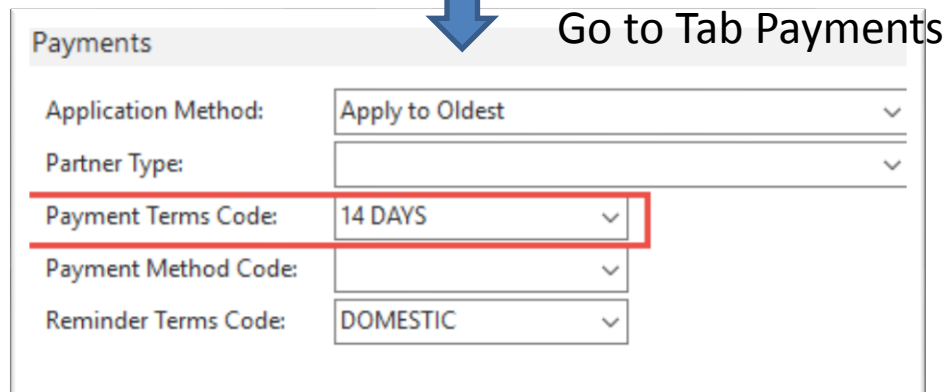 Go to Tab Payments
Payments
Application Method: Apply to Oldest
Partner Type:
Payment Terms Code: 14 DAYS
Payment Method Code:
Reminder Terms Code: DOMESTIC